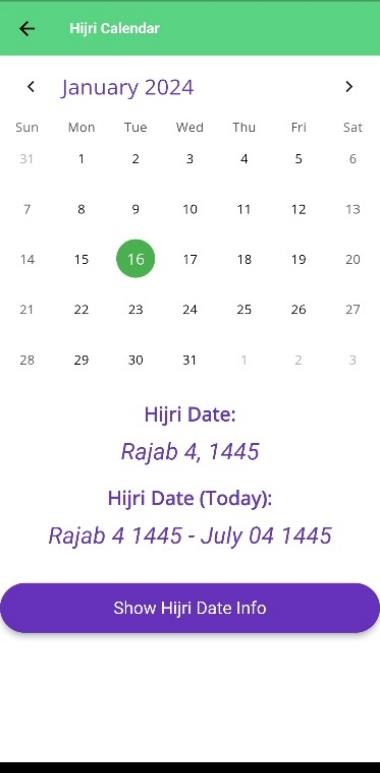 Hijri Calendar
January 2024
Sun Mon Tue Wed Thu Fri Sat
31 1 2 3 4 5 6
7 8 9 10 11 12 13
14 15 16 17 18 19 20
21 22 23 24 25 26 27
28 29 30 31 1 2 3
Hijri Date:
Rajab 4, 1445
Hijri Date (Today):
Rajab 4 1445 - July 04 1445
Show Hijri Date Info